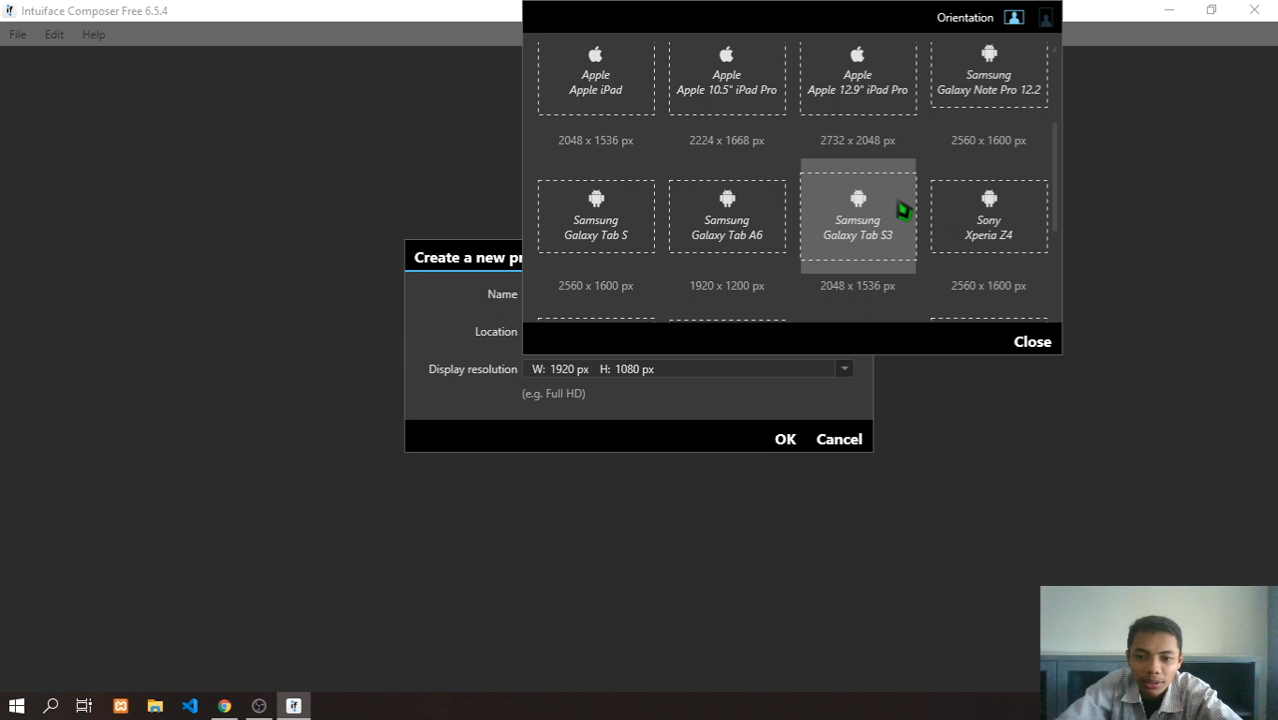 Intuiface Composer Free 6.5.4
File Edit Help
Orientation
Apple
Apple iPad
Apple
Apple 10.5" iPad Pro
Apple
Apple 12.9" iPad Pro
Samsung
Galaxy Note Pro 12.2
2048 x 1536 px
2224 x 1668 px
2732 x 2048 px
2560 x 1600 px
Samsung
Galaxy Tab S
Samsung
Galaxy Tab A6
Samsung
Galaxy Tab S3
Sony
Xperia Z4
2560 x 1600 px
1920 x 1200 px
2048 x 1536 px
2560 x 1600 px
Close
Create a new pr
Name
Location
Display resolution W: 1920 px H: 1080 px
(e.g. Full HD)
OK Cancel